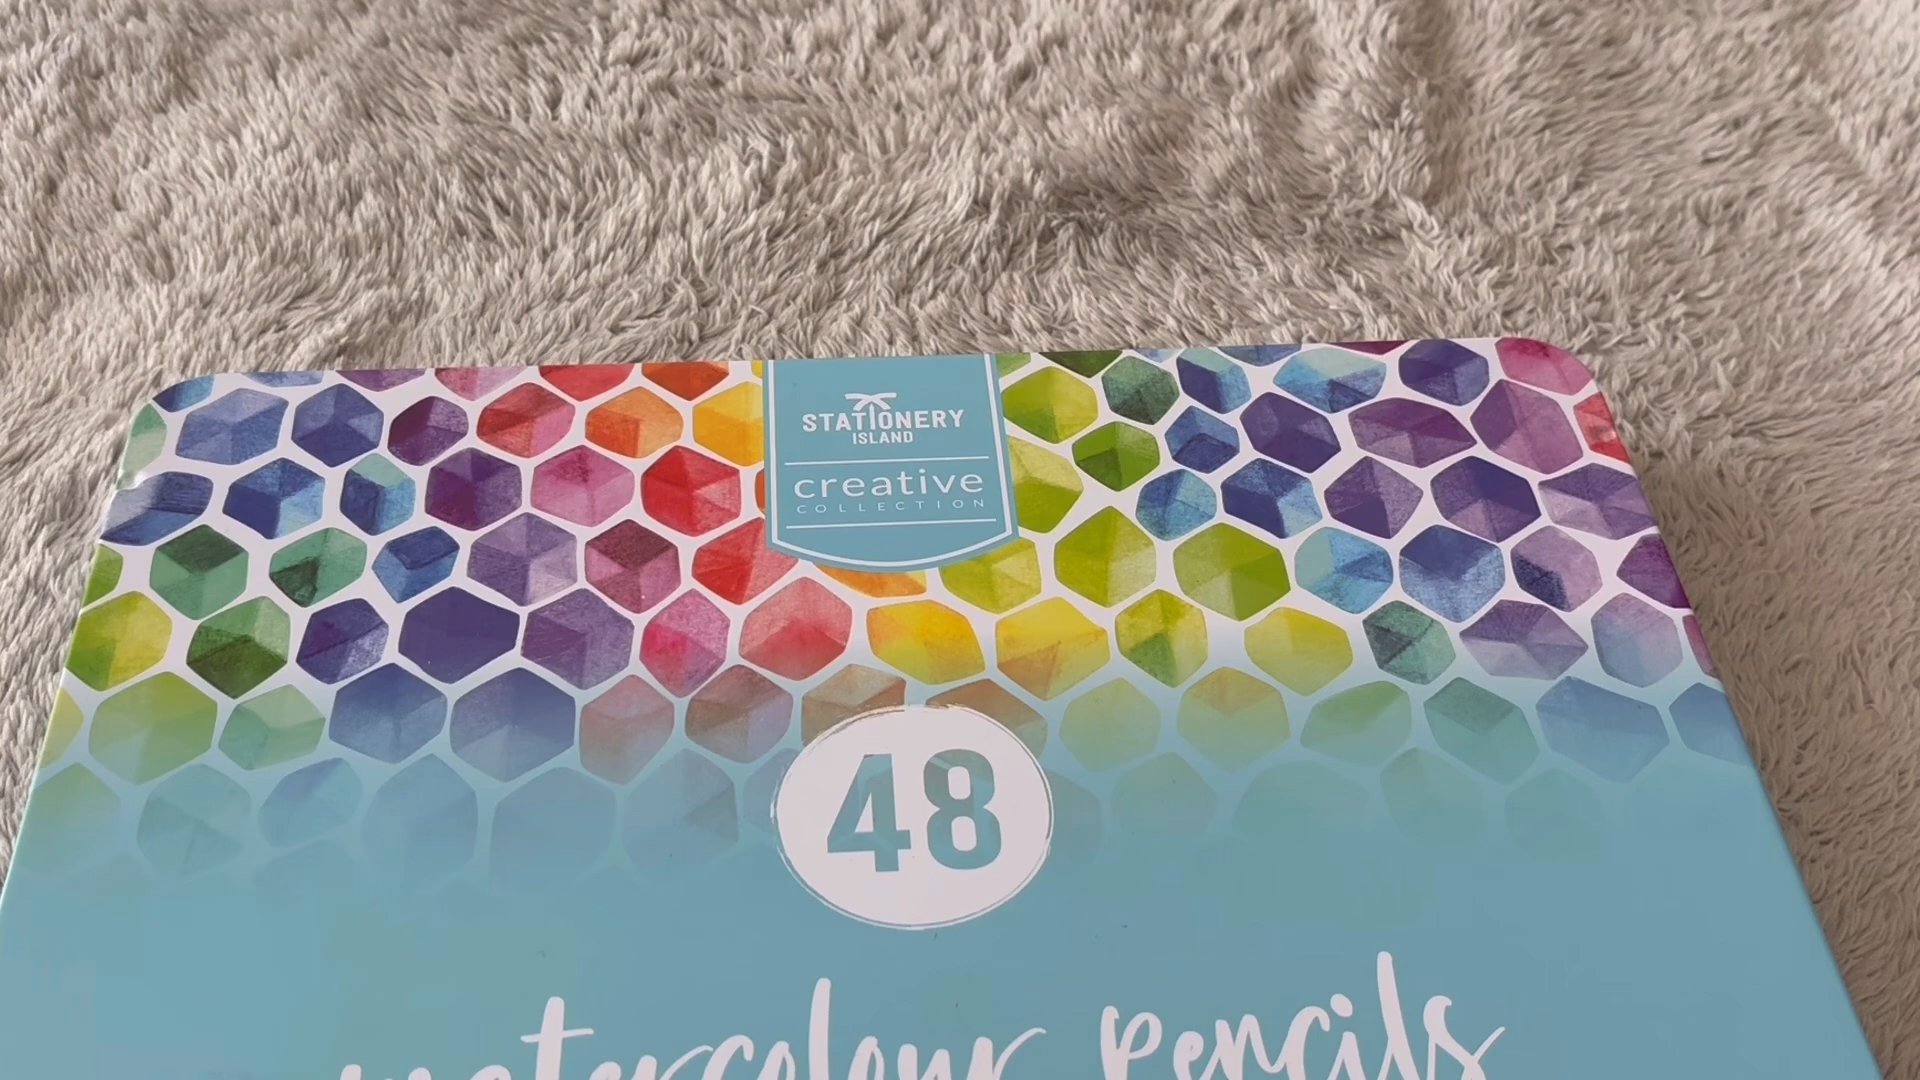 STATIONERY
ISLAND
creative
COLLECTION
48
watercolour pencils